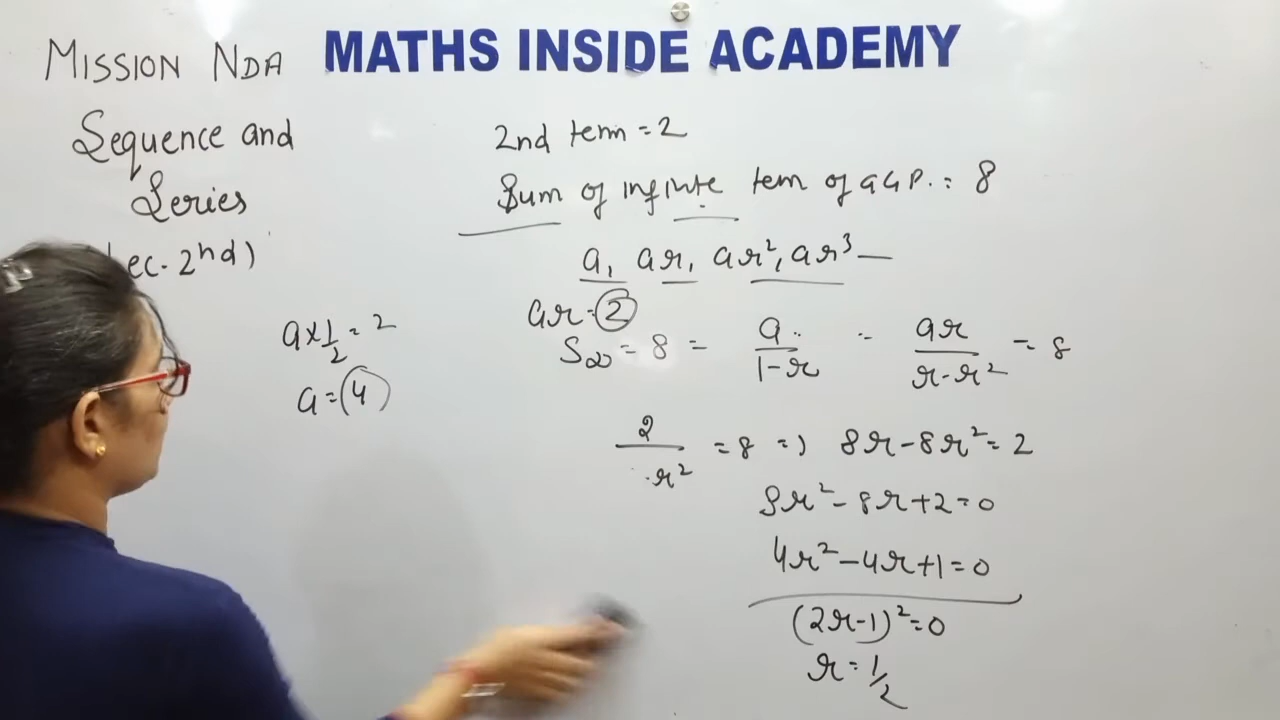 MATHS INSIDE ACADEMY
MISSION NDA
Sequence and
Series
ec. 2nd)
2nd term = 2
Sum of infinite term of a G.P. = 8
a, ar, ar², ar³ —
ar = 2
S∞ = 8 = a/(1-r) = ar/(r-r²) = 8
a × 1/2 = 2
a = 4
2/( r²) = 8 => 8r - 8r² = 2
8r² - 8r + 2 = 0
4r² - 4r + 1 = 0
(2r - 1)² = 0
r = 1/2